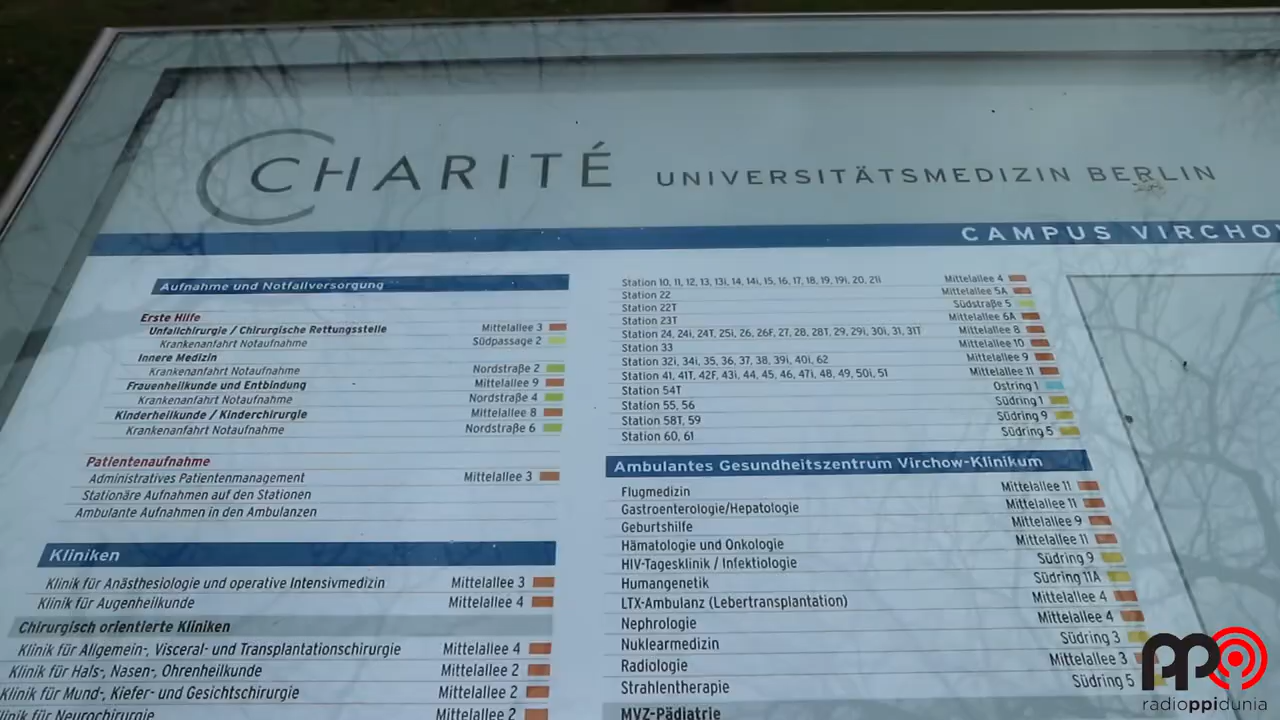 CHARITÉ UNIVERSITÄTSMEDIZIN BERLIN
CAMPUS VIRCHO
Aufnahme und Notfallversorgung
Erste Hilfe
Unfallchirurgie / Chirurgische Rettungsstelle Mittelallee 3
Krankenanfahrt Notaufnahme Südpassage 2
Innere Medizin
Krankenanfahrt Notaufnahme Nordstraße 2
Frauenheilkunde und Entbindung Mittelallee 9
Krankenanfahrt Notaufnahme Nordstraße 4
Kinderheilkunde / Kinderchirurgie Mittelallee 8
Krankenanfahrt Notaufnahme Nordstraße 6
Patientenaufnahme
Administratives Patientenmanagement Mittelallee 3
Stationäre Aufnahmen auf den Stationen
Ambulante Aufnahmen in den Ambulanzen
Kliniken
Klinik für Anästhesiologie und operative Intensivmedizin Mittelallee 3
Klinik für Augenheilkunde Mittelallee 4
Chirurgisch orientierte Kliniken
Klinik für Allgemein-, Visceral- und Transplantationschirurgie Mittelallee 4
Klinik für Hals-, Nasen-, Ohrenheilkunde Mittelallee 2
Klinik für Mund-, Kiefer- und Gesichtschirurgie Mittelallee 2
linik für Neurochirurgie Mittelallee 2
Station 10, 11, 12, 13, 13i, 14, 14i, 15, 16, 17, 18, 19, 19i, 20, 21i Mittelallee 4
Station 22 Mittelallee 5A
Station 22T Südstraße 5
Station 23T Mittelallee 6A
Station 24, 24i, 24T, 25i, 26, 26F, 27, 28, 28T, 29, 29i, 30i, 31, 31T Mittelallee 8
Station 33 Mittelallee 10
Station 32i, 34i, 35, 36, 37, 38, 39i, 40i, 62 Mittelallee 9
Station 41, 41T, 42F, 43i, 44, 45, 46, 47i, 48, 49, 50i, 51 Mittelallee 11
Station 54T Ostring 1
Station 55, 56 Südring 1
Station 58T, 59 Südring 9
Station 60, 61 Südring 5
Ambulantes Gesundheitszentrum Virchow-Klinikum
Flugmedizin Mittelallee 11
Gastroenterologie/Hepatologie Mittelallee 11
Geburtshilfe Mittelallee 9
Hämatologie und Onkologie Mittelallee 11
HIV-Tagesklinik / Infektiologie Südring 9
Humangenetik Südring 11A
LTX-Ambulanz (Lebertransplantation) Mittelallee 4
Nephrologie Mittelallee 4
Nuklearmedizin Südring 3
Radiologie Mittelallee 3
Strahlentherapie Südring 5
MVZ-Pädiatrie
PP
radioppidunia